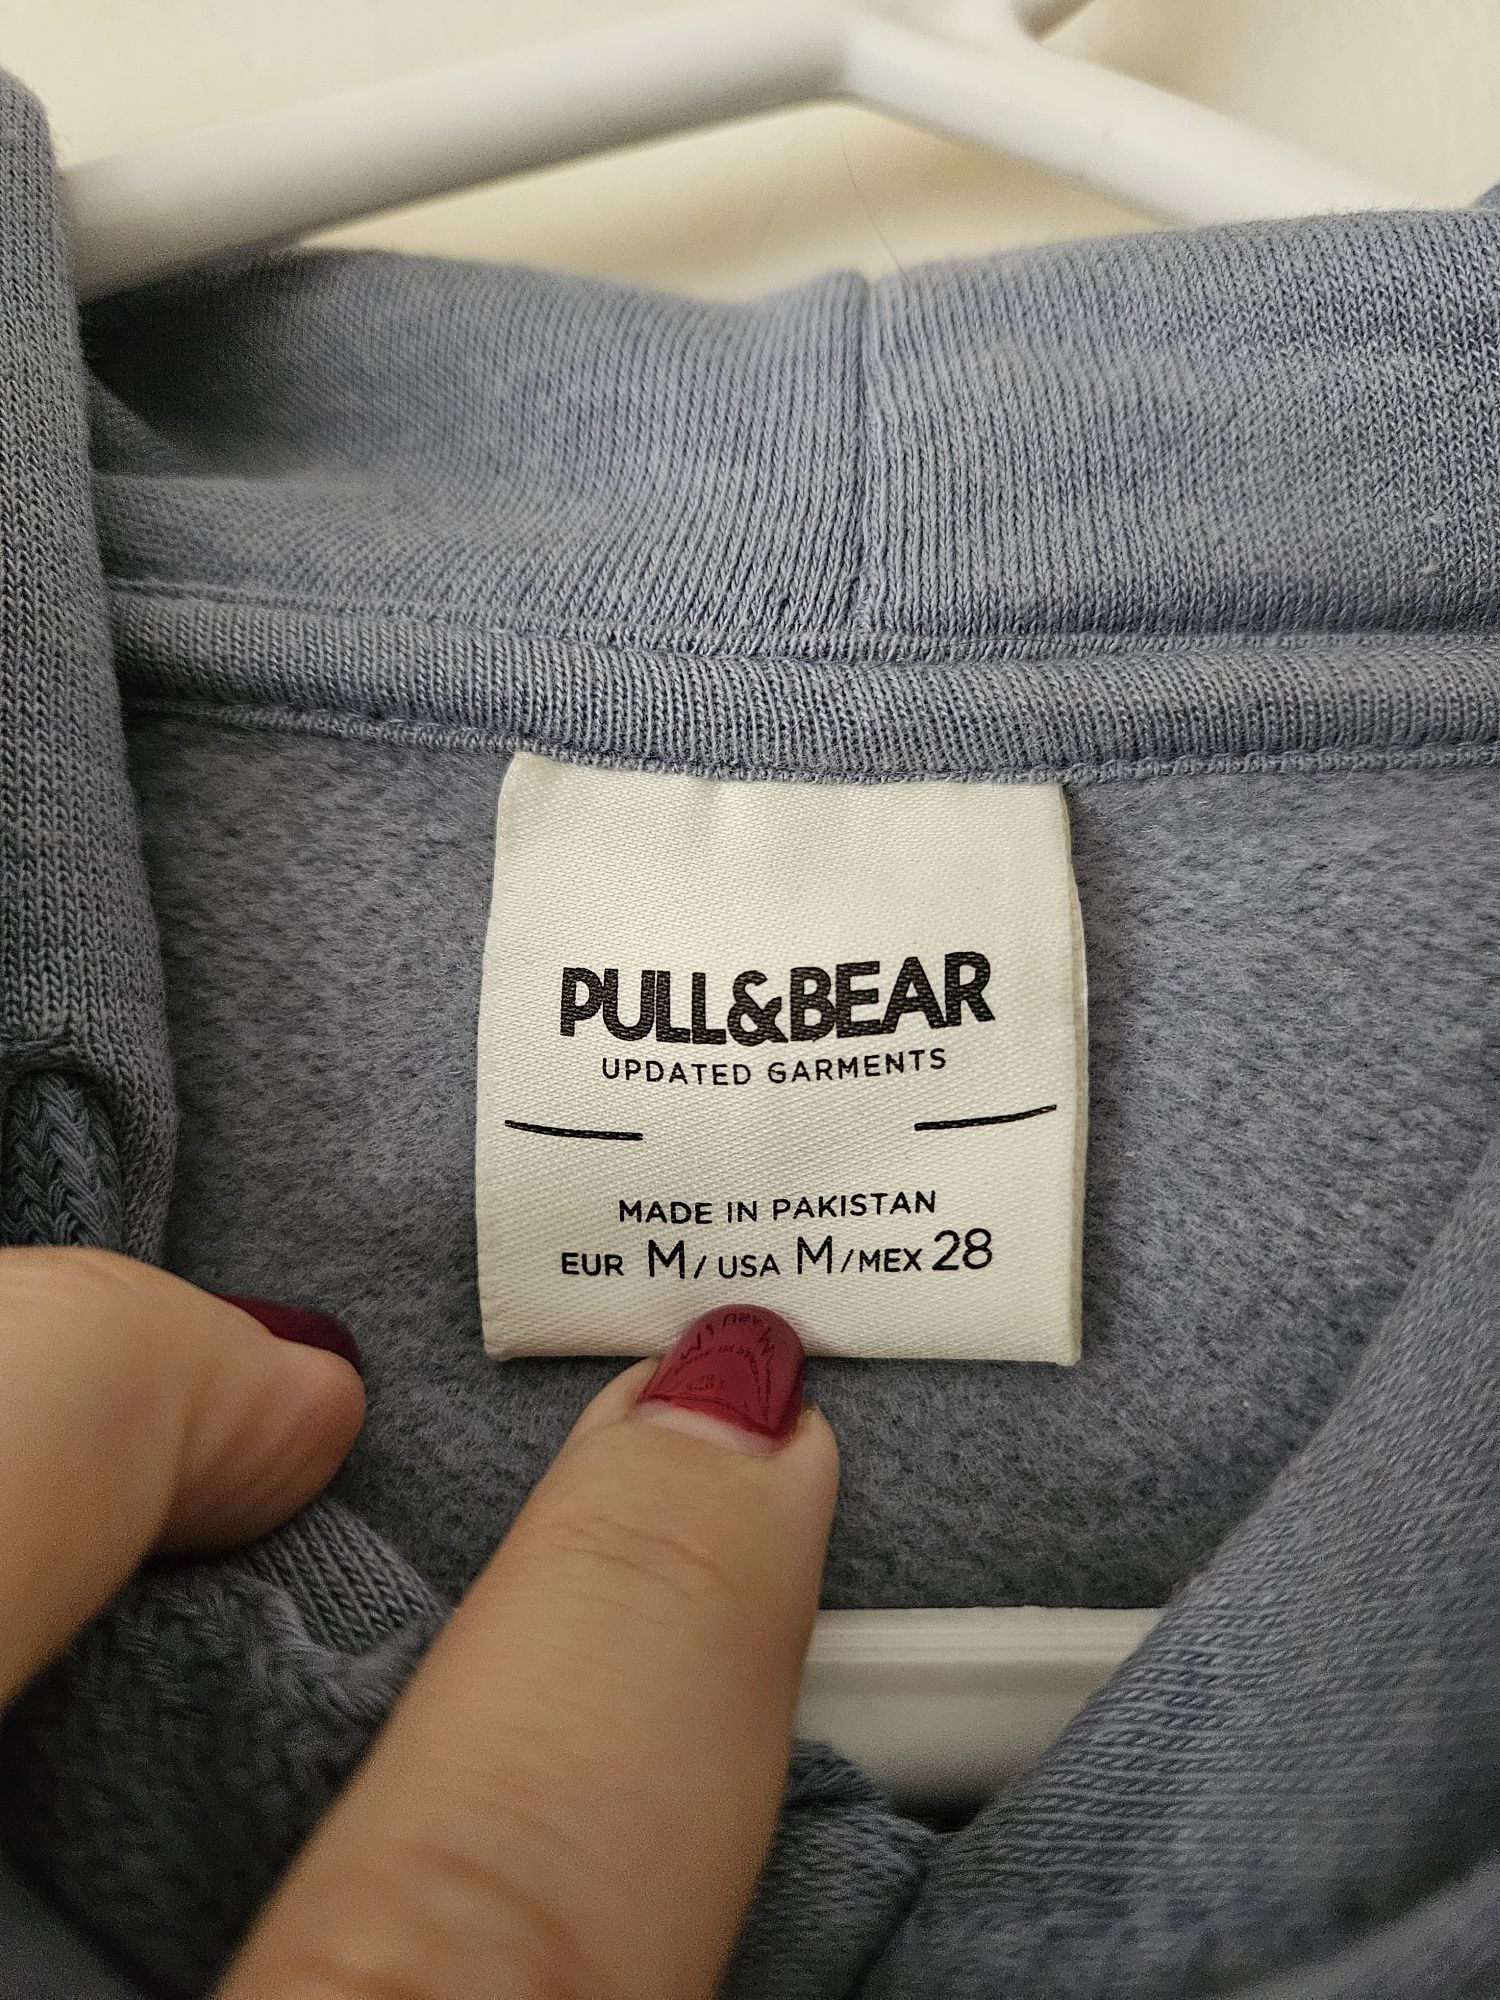 PULL&BEAR
UPDATED GARMENTS
MADE IN PAKISTAN
EUR M/USA M/MEX 28